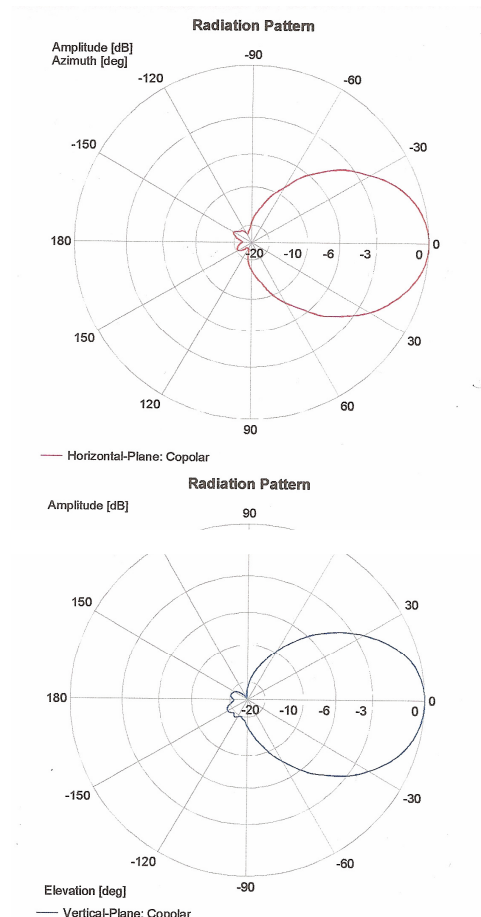 Radiation Pattern
Amplitude [dB]
Azimuth [deg]
-90
-120
-60
-150
-30
180
-20 -10 -6 -3 0 0
150
30
120
60
90
Horizontal-Plane: Copolar
Radiation Pattern
Amplitude [dB]
90
150
30
180
-20 -10 -6 -3 0 0
-150
-30
-120
-60
-90
Elevation [deg]
Vertical-Plane: Copolar